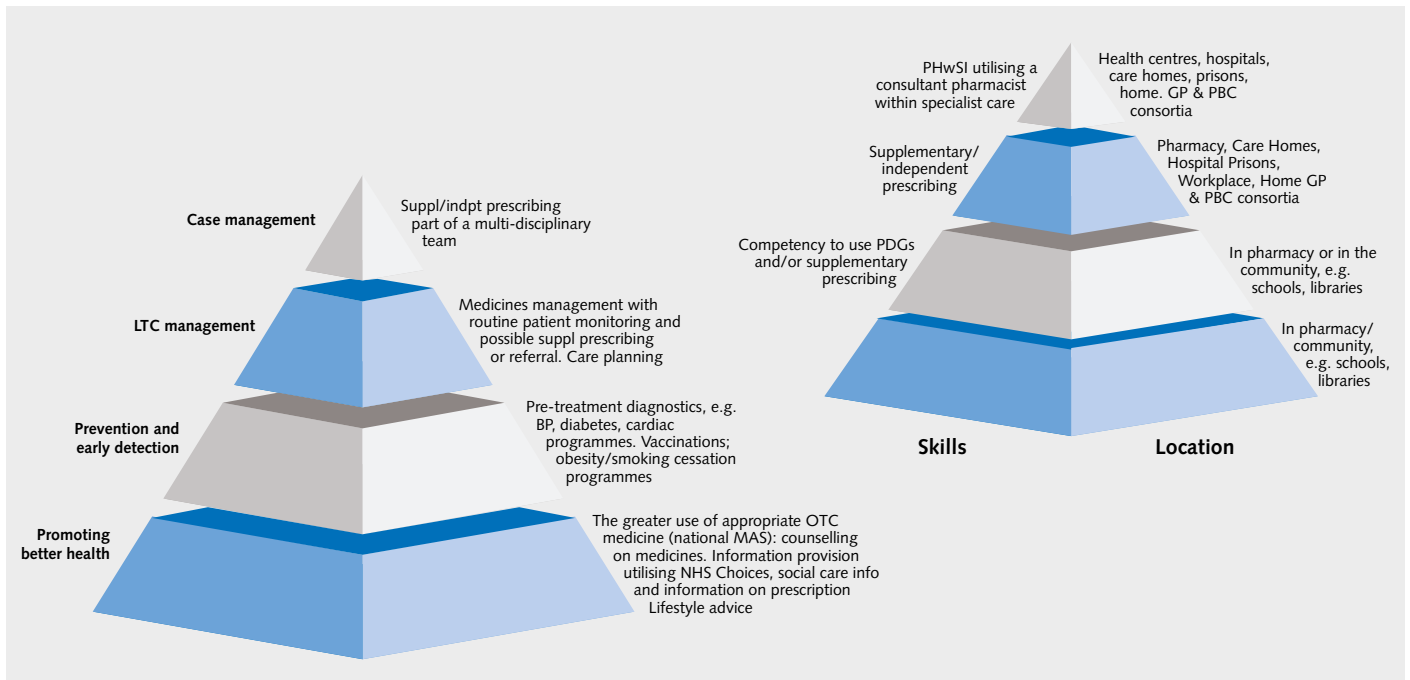 Case management
Suppl/indpt prescribing
part of a multi-disciplinary
team
LTC management
Medicines management with
routine patient monitoring and
possible suppl prescribing
or referral. Care planning
Prevention and
early detection
Pre-treatment diagnostics, e.g.
BP, diabetes, cardiac
programmes. Vaccinations;
obesity/smoking cessation
programmes
Promoting
better health
The greater use of appropriate OTC
medicine (national MAS): counselling
on medicines. Information provision
utilising NHS Choices, social care info
and information on prescription
Lifestyle advice
PHwSI utilising a
consultant pharmacist
within specialist care
Health centres, hospitals,
care homes, prisons,
home. GP & PBC
consortia
Supplementary/
independent
prescribing
Pharmacy, Care Homes,
Hospital Prisons,
Workplace, Home GP
& PBC consortia
Competency to use PDGs
and/or supplementary
prescribing
In pharmacy or in the
community, e.g.
schools, libraries
In pharmacy/
community,
e.g. schools,
libraries
Skills
Location